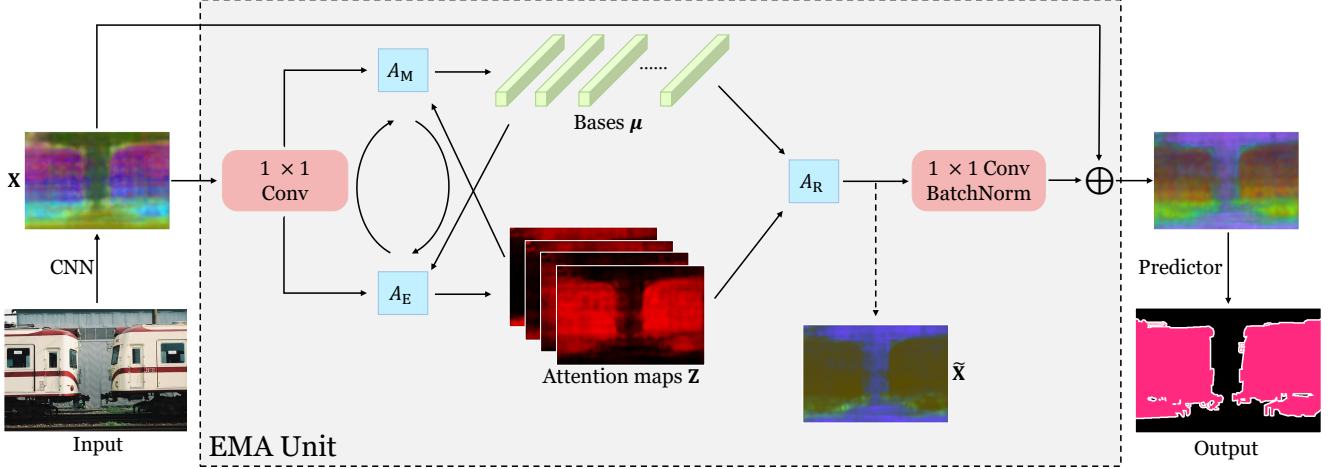 A_M
......
Bases μ
X
1 × 1
Conv
A_R
1 × 1 Conv
BatchNorm
CNN
A_E
Predictor
Attention maps Z
X̃
Input
EMA Unit
Output